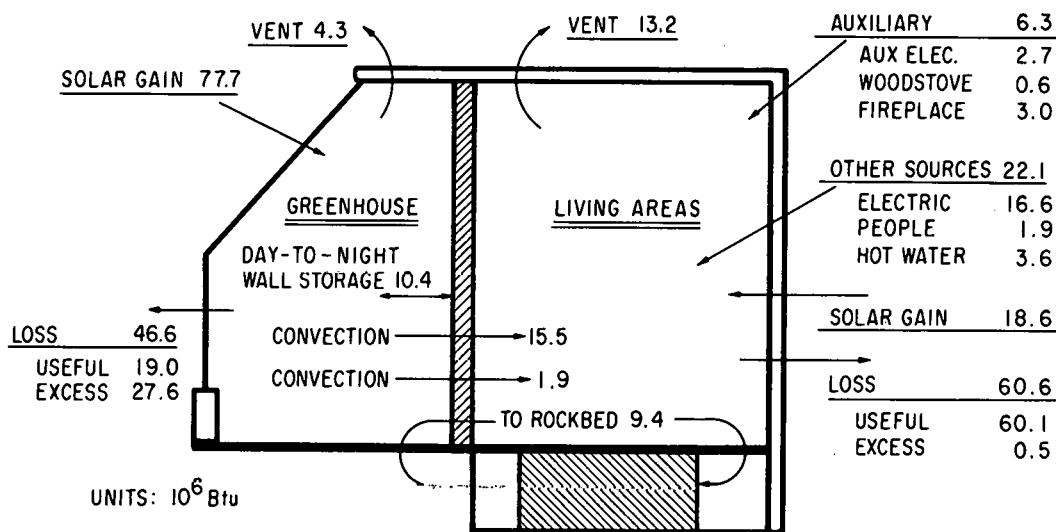 VENT 4.3
VENT 13.2
SOLAR GAIN 77.7
GREENHOUSE
LIVING AREAS
DAY-TO-NIGHT
WALL STORAGE 10.4
CONVECTION 15.5
CONVECTION 1.9
TO ROCKBED 9.4
LOSS 46.6
USEFUL 19.0
EXCESS 27.6
UNITS: 10⁶ Btu
AUXILIARY 6.3
AUX ELEC. 2.7
WOODSTOVE 0.6
FIREPLACE 3.0
OTHER SOURCES 22.1
ELECTRIC 16.6
PEOPLE 1.9
HOT WATER 3.6
SOLAR GAIN 18.6
LOSS 60.6
USEFUL 60.1
EXCESS 0.5